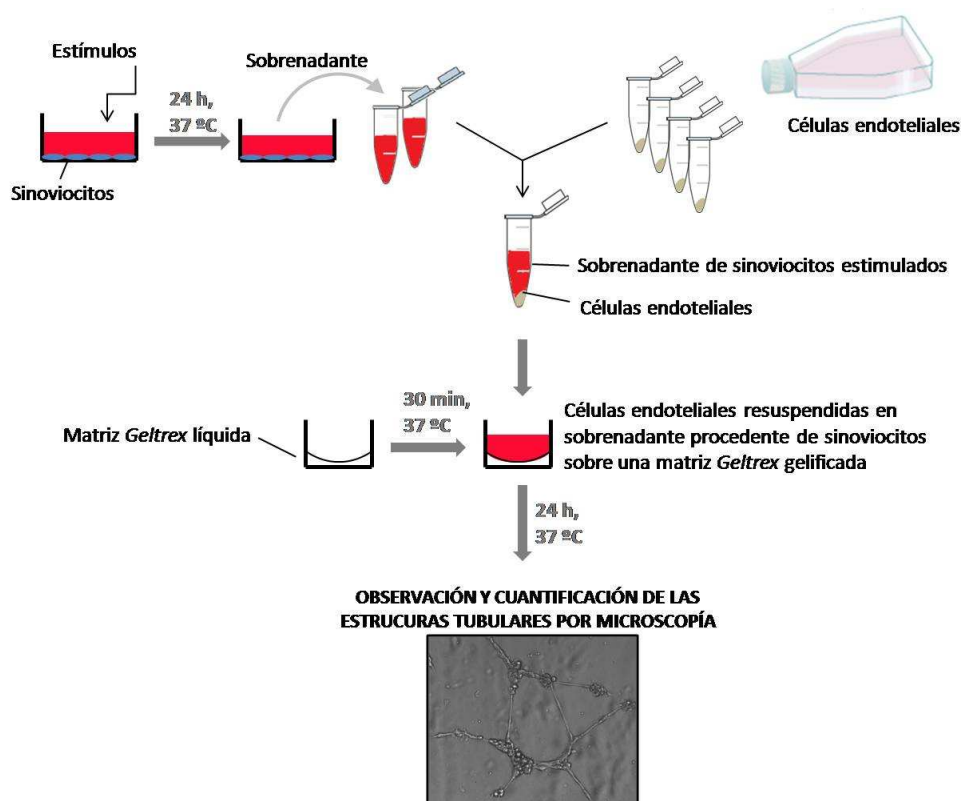 Estímulos
24 h,
37 ºC
Sobrenadante
Sinoviocitos
Células endoteliales
Sobrenadante de sinoviocitos estimulados
Células endoteliales
Matriz Geltrex líquida
30 min,
37 ºC
Células endoteliales resuspendidas en
sobrenadante procedente de sinoviocitos
sobre una matriz Geltrex gelificada
24 h,
37 ºC
OBSERVACIÓN Y CUANTIFICACIÓN DE LAS
ESTRUCURAS TUBULARES POR MICROSCOPÍA